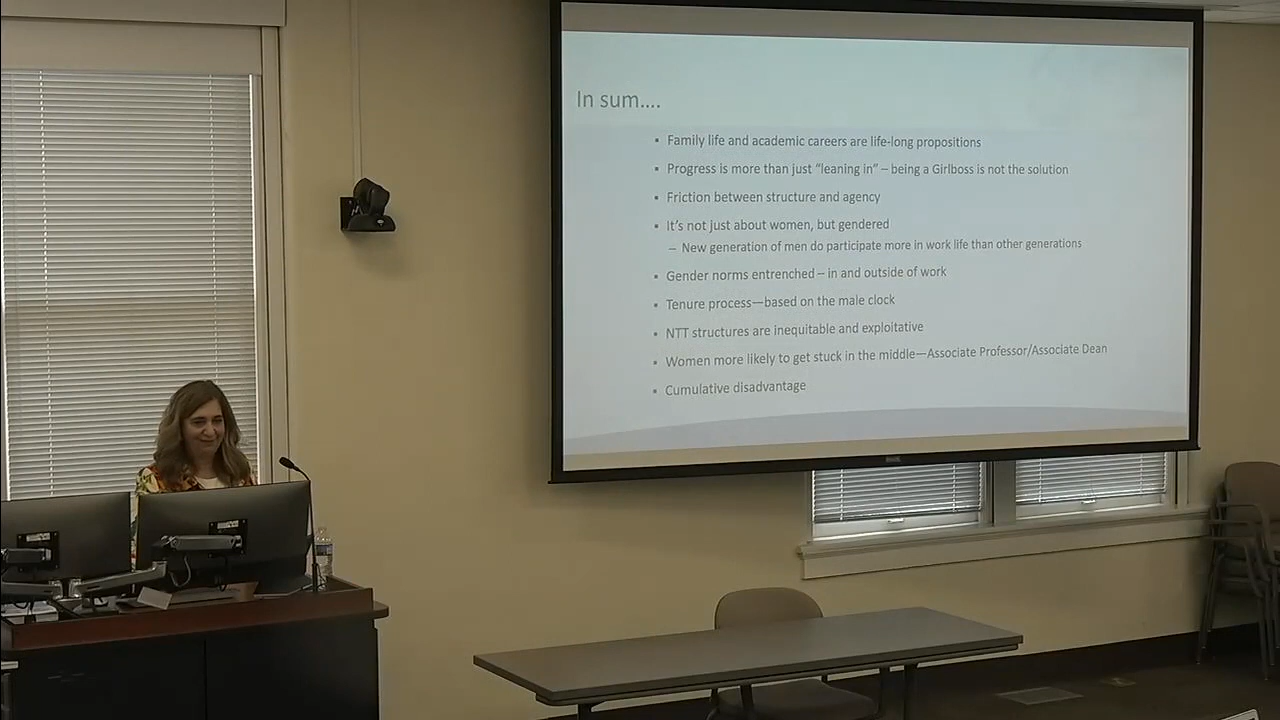 In sum....
▪ Family life and academic careers are life-long propositions
▪ Progress is more than just “leaning in” – being a Girlboss is not the solution
▪ Friction between structure and agency
▪ It’s not just about women, but gendered
– New generation of men do participate more in work life than other generations
▪ Gender norms entrenched – in and outside of work
▪ Tenure process—based on the male clock
▪ NTT structures are inequitable and exploitative
▪ Women more likely to get stuck in the middle—Associate Professor/Associate Dean
▪ Cumulative disadvantage